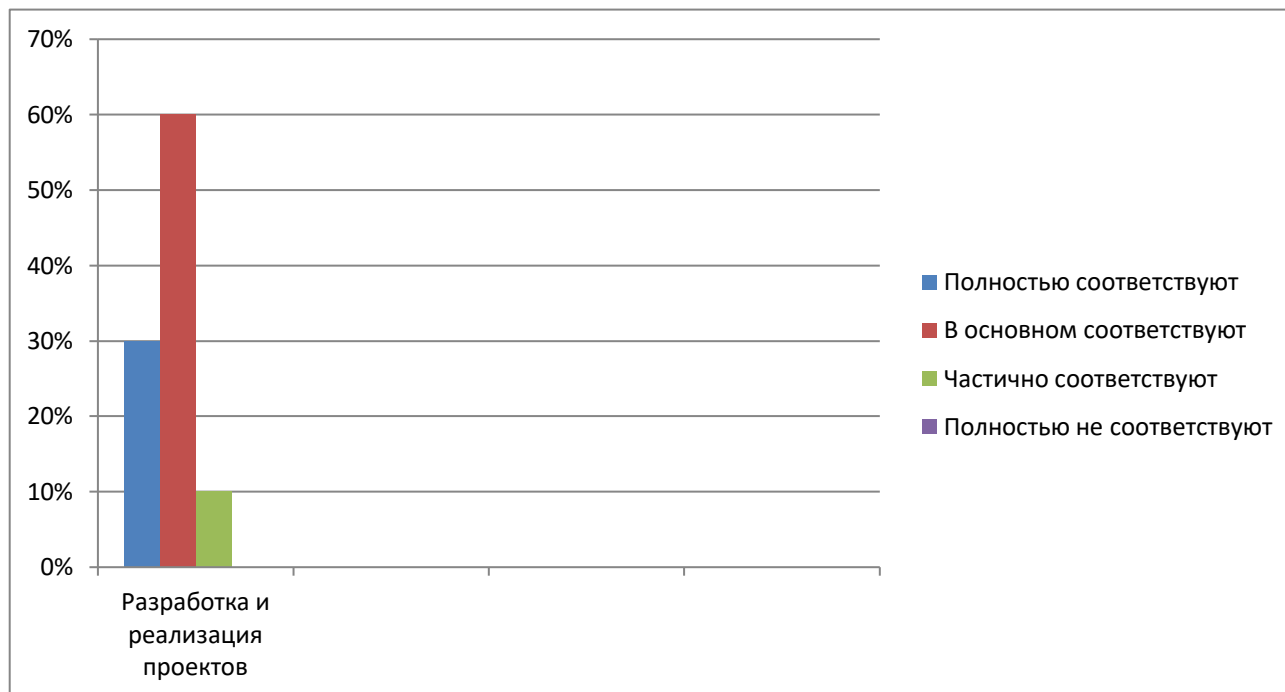 70%
60%
50%
40%
30%
20%
10%
0%
Разработка и
реализация
проектов
Полностью соответствуют
В основном соответствуют
Частично соответствуют
Полностью не соответствуют